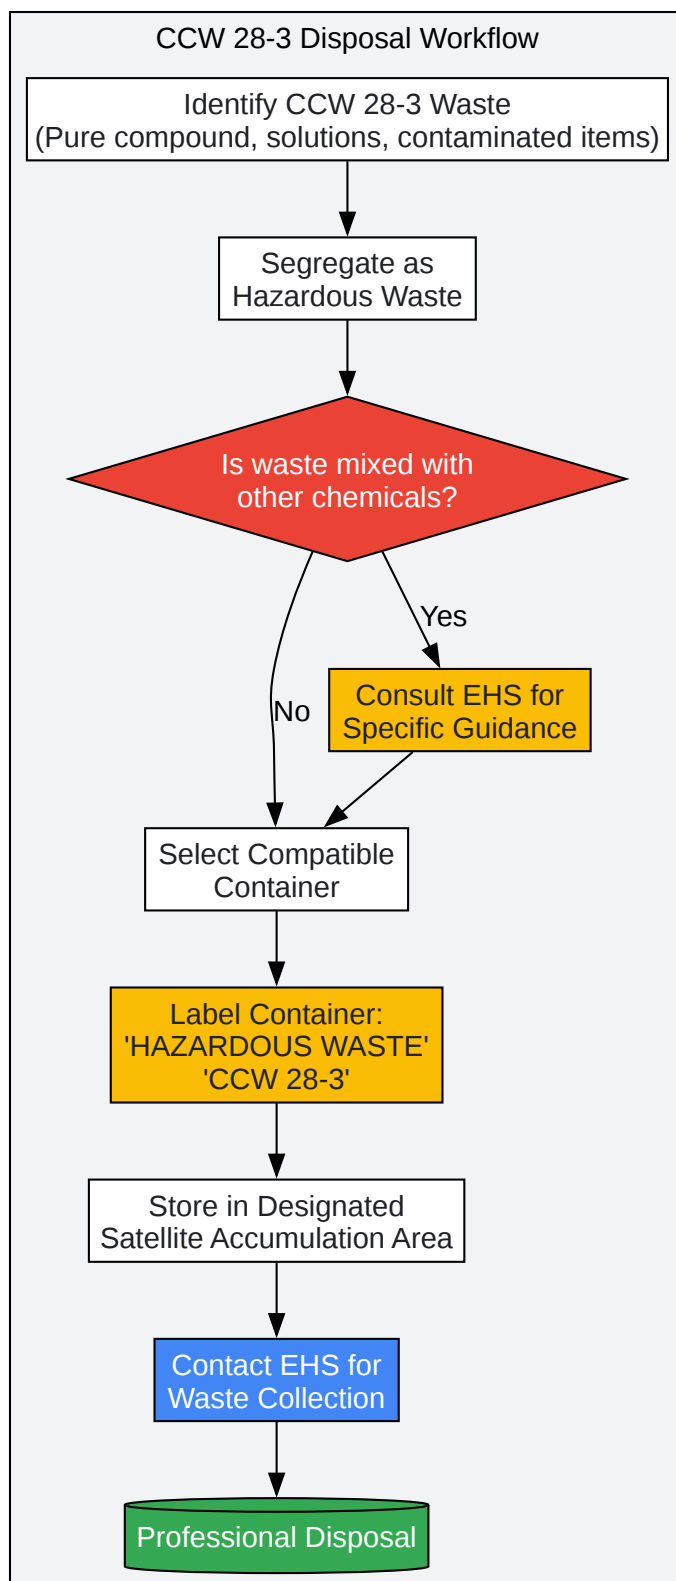 CCW 28-3 Disposal Workflow
Identify CCW 28-3 Waste
(Pure compound, solutions, contaminated items)
Segregate as
Hazardous Waste
Is waste mixed with
other chemicals?
Yes
Consult EHS for
Specific Guidance
No
Select Compatible
Container
Label Container:
'HAZARDOUS WASTE'
'CCW 28-3'
Store in Designated
Satellite Accumulation Area
Contact EHS for
Waste Collection
Professional Disposal